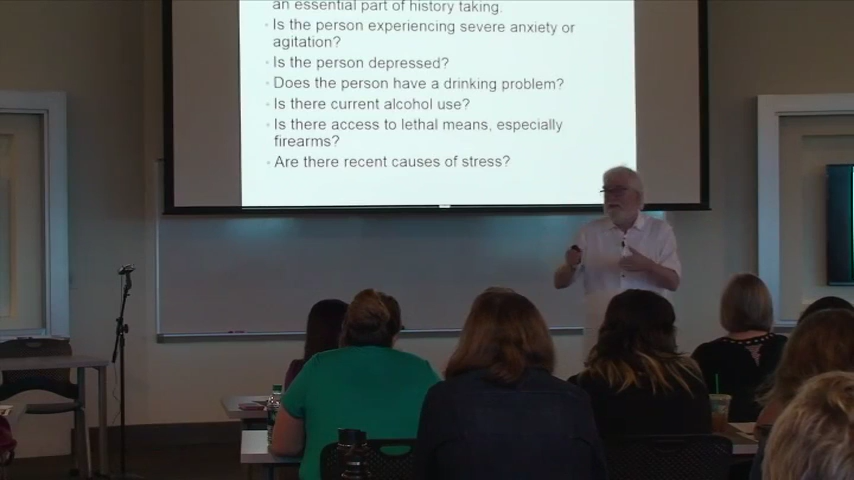 an essential part of history taking.
Is the person experiencing severe anxiety or
agitation?
Is the person depressed?
Does the person have a drinking problem?
Is there current alcohol use?
Is there access to lethal means, especially
firearms?
Are there recent causes of stress?